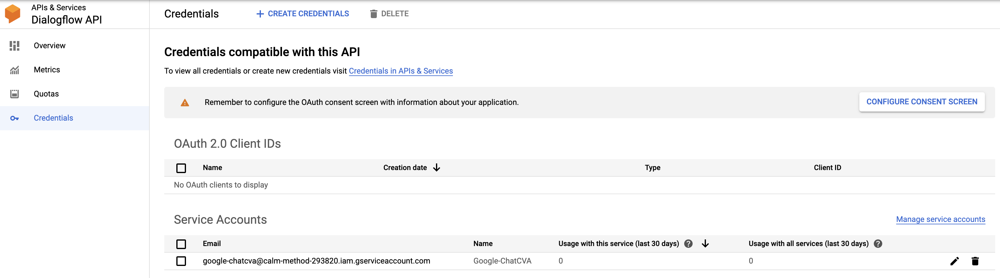 APIs & Services
Dialogflow API
Credentials
CREATE CREDENTIALS
DELETE
Overview
Metrics
Quotas
Credentials
Credentials compatible with this API
To view all credentials or create new credentials visit Credentials in APIs & Services
Remember to configure the OAuth consent screen with information about your application.
CONFIGURE CONSENT SCREEN
OAuth 2.0 Client IDs
Name Creation date Type Client ID
No OAuth clients to display
Service Accounts
Manage service accounts
Email Name Usage with this service (last 30 days) Usage with all services (last 30 days)
google-chatcva@calm-method-293820.iam.gserviceaccount.com Google-ChatCVA 0 0